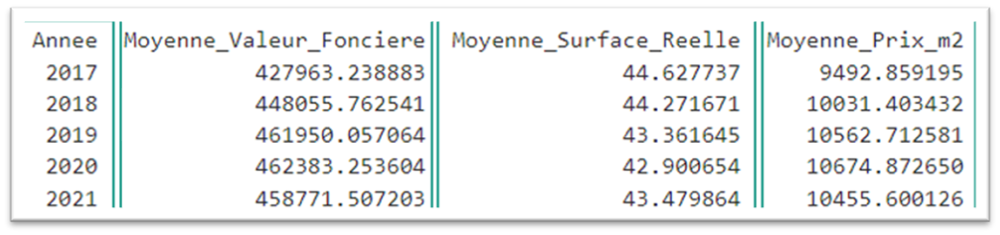 Annee Moyenne_Valeur_Fonciere Moyenne_Surface_Reelle Moyenne_Prix_m2
2017 427963.238883 44.627737 9492.859195
2018 448055.762541 44.271671 10031.403432
2019 461950.057064 43.361645 10562.712581
2020 462383.253604 42.900654 10674.872650
2021 458771.507203 43.479864 10455.600126